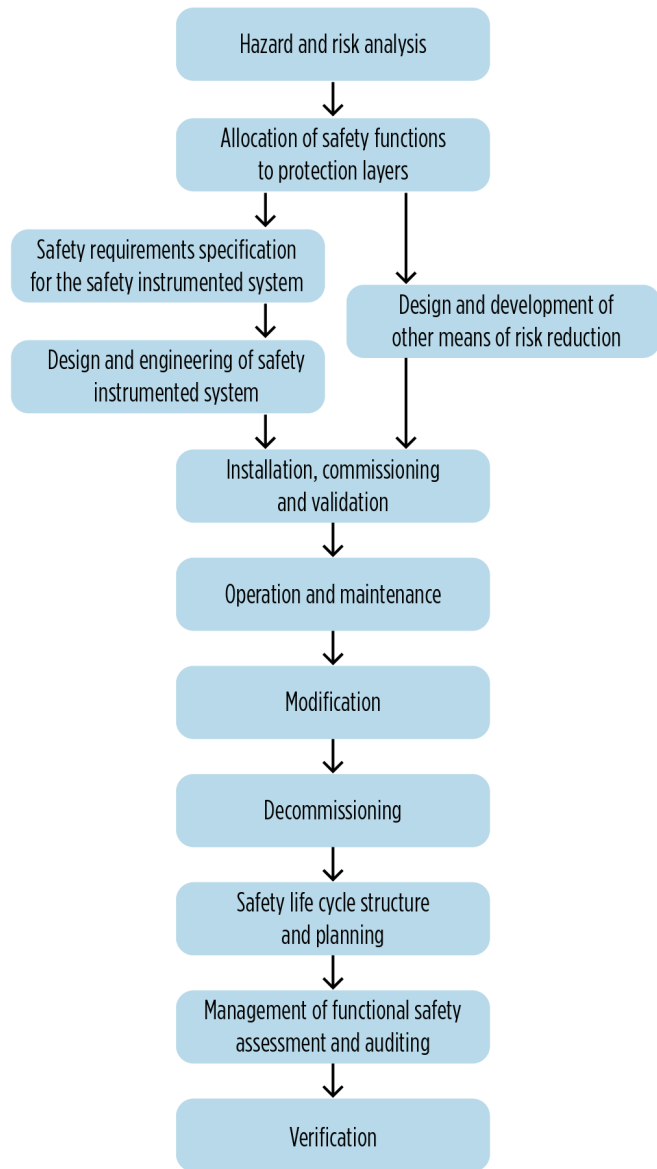 Hazard and risk analysis
Allocation of safety functions
to protection layers
Safety requirements specification
for the safety instrumented system
Design and development of
other means of risk reduction
Design and engineering of safety
instrumented system
Installation, commissioning
and validation
Operation and maintenance
Modification
Decommissioning
Safety life cycle structure
and planning
Management of functional safety
assessment and auditing
Verification